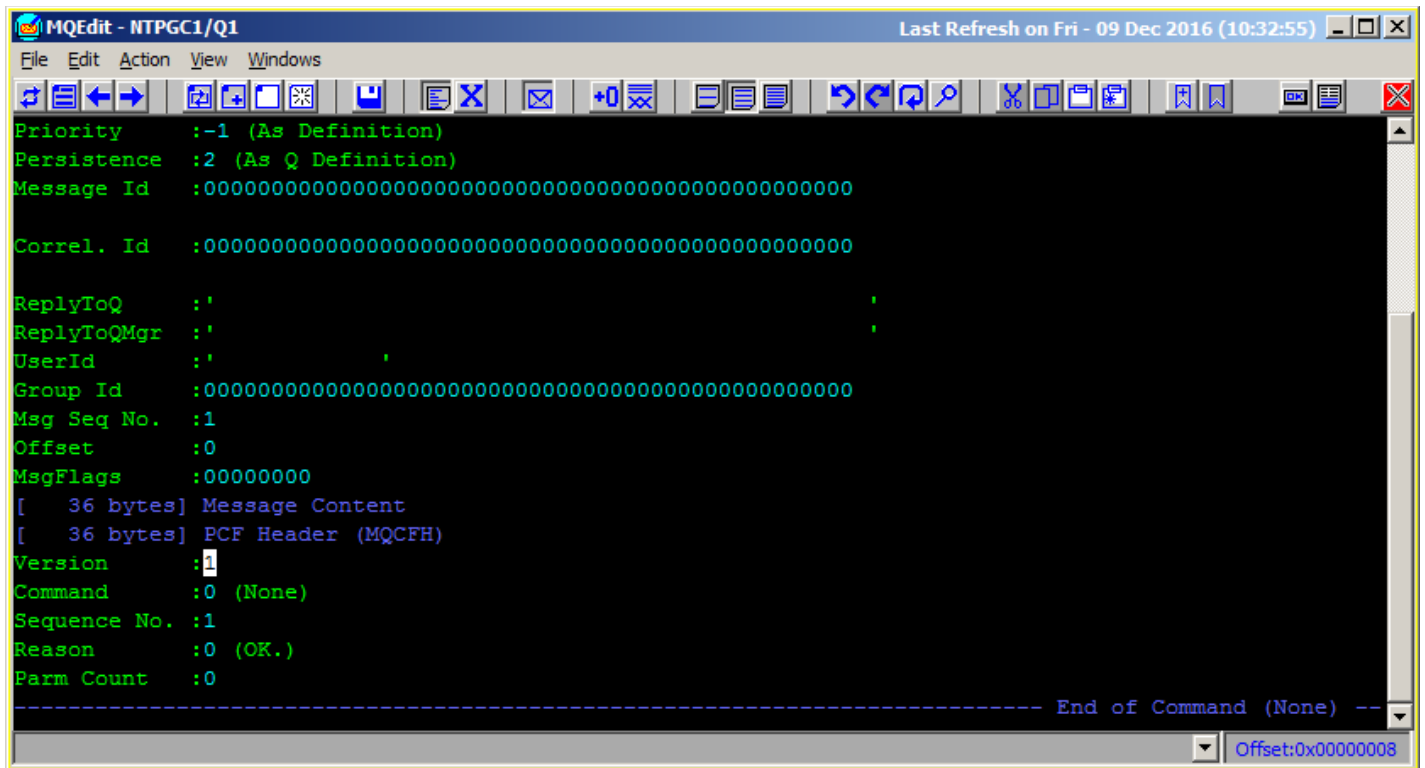 MQEdit - NTPGC1/Q1 Last Refresh on Fri - 09 Dec 2016 (10:32:55)
File Edit Action View Windows
+0
Priority :-1 (As Definition)
Persistence :2 (As Q Definition)
Message Id :000000000000000000000000000000000000000000000000
Correl. Id :000000000000000000000000000000000000000000000000
ReplyToQ :' '
ReplyToQMgr :' '
UserId :' '
Group Id :000000000000000000000000000000000000000000000000
Msg Seq No. :1
Offset :0
MsgFlags :00000000
[ 36 bytes] Message Content
[ 36 bytes] PCF Header (MQCFH)
Version :1
Command :0 (None)
Sequence No. :1
Reason :0 (OK.)
Parm Count :0
---------------------------------------------------------------------------- End of Command (None) --
Offset:0x00000008